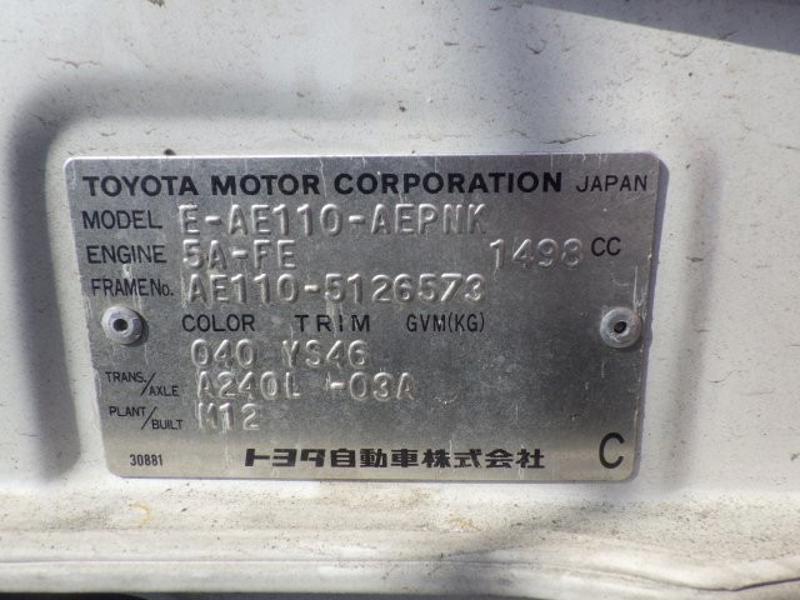 TOYOTA MOTOR CORPORATION JAPAN
MODEL E-AE110-AEPNK
ENGINE 5A-FE 1498 CC
FRAME No. AE110-5126573
COLOR TRIM GVM(KG)
040 YS46
TRANS./AXLE A240L -03A
PLANT/BUILT M12
30881 トヨタ自動車株式会社 C